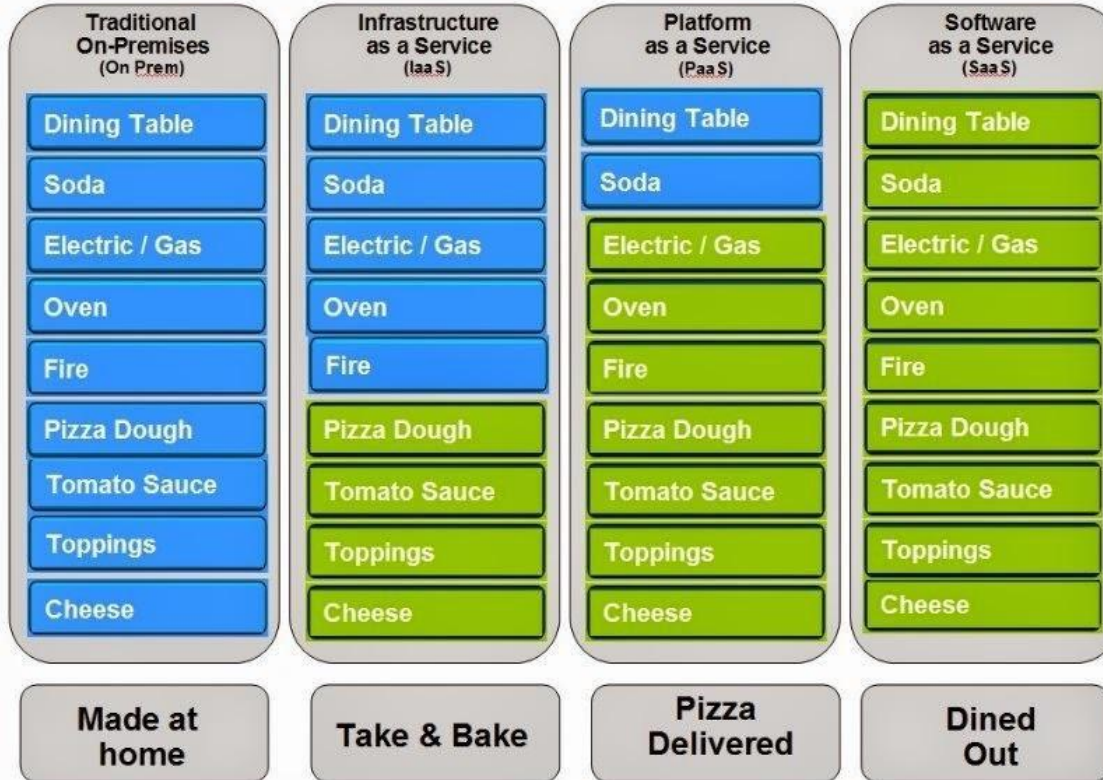 Traditional
On-Premises
(On Prem)
Dining Table
Soda
Electric / Gas
Oven
Fire
Pizza Dough
Tomato Sauce
Toppings
Cheese
Made at
home
Infrastructure
as a Service
(IaaS)
Dining Table
Soda
Electric / Gas
Oven
Fire
Pizza Dough
Tomato Sauce
Toppings
Cheese
Take & Bake
Platform
as a Service
(PaaS)
Dining Table
Soda
Electric / Gas
Oven
Fire
Pizza Dough
Tomato Sauce
Toppings
Cheese
Pizza
Delivered
Software
as a Service
(SaaS)
Dining Table
Soda
Electric / Gas
Oven
Fire
Pizza Dough
Tomato Sauce
Toppings
Cheese
Dined
Out